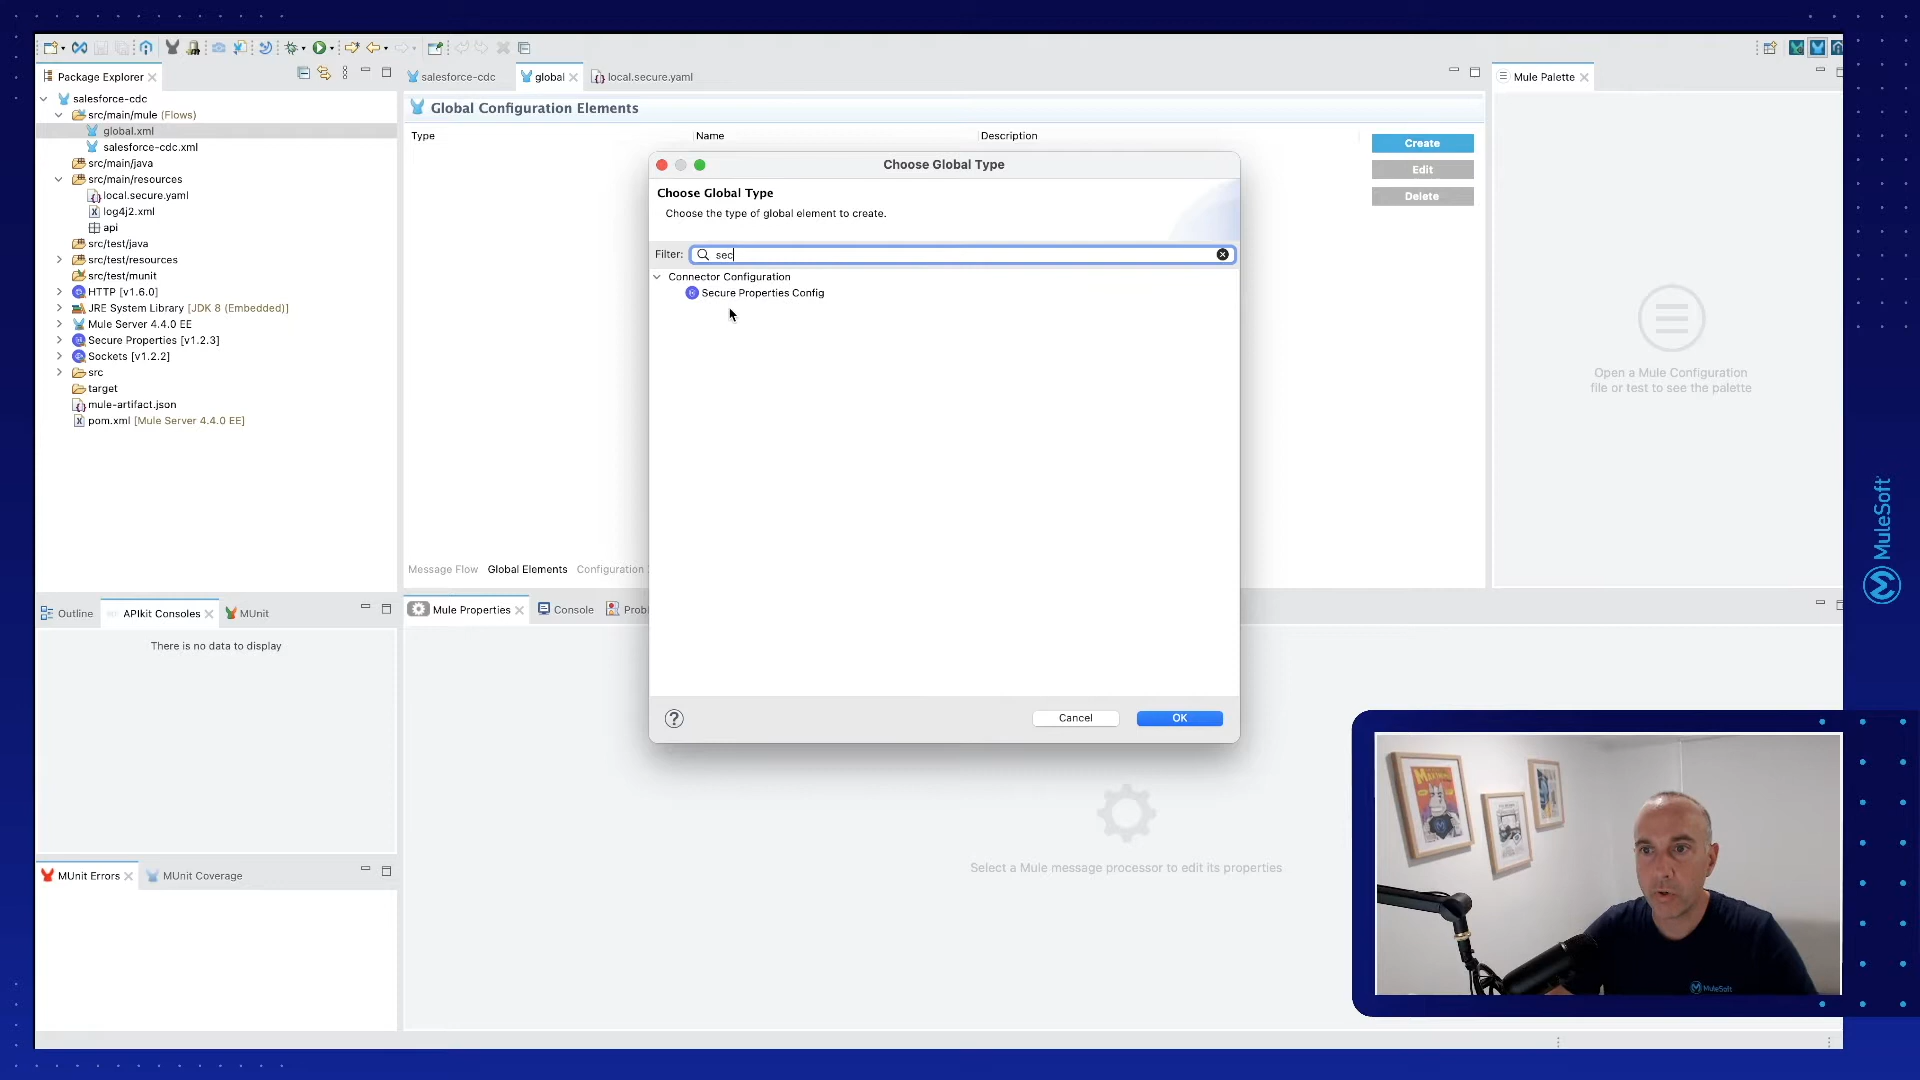 Package Explorer
salesforce-cdc
src/main/mule (Flows)
global.xml
salesforce-cdc.xml
src/main/java
src/main/resources
local.secure.yaml
log4j2.xml
api
src/test/java
src/test/resources
src/test/munit
HTTP [v1.6.0]
JRE System Library [JDK 8 (Embedded)]
Mule Server 4.4.0 EE
Secure Properties [v1.2.3]
Sockets [v1.2.2]
src
target
mule-artifact.json
pom.xml [Mule Server 4.4.0 EE]
salesforce-cdc
global
local.secure.yaml
Global Configuration Elements
Type Name Description
Create
Edit
Delete
Choose Global Type
Choose Global Type
Choose the type of global element to create.
Filter: sec
Connector Configuration
Secure Properties Config
Cancel
OK
Message Flow
Global Elements
Configuration
Mule Palette
Open a Mule Configuration
file or test to see the palette
Outline
APIkit Consoles
MUnit
There is no data to display
MUnit Errors
MUnit Coverage
Mule Properties
Console
Prob
Select a Mule message processor to edit its properties
MuleSoft
MuleSoft